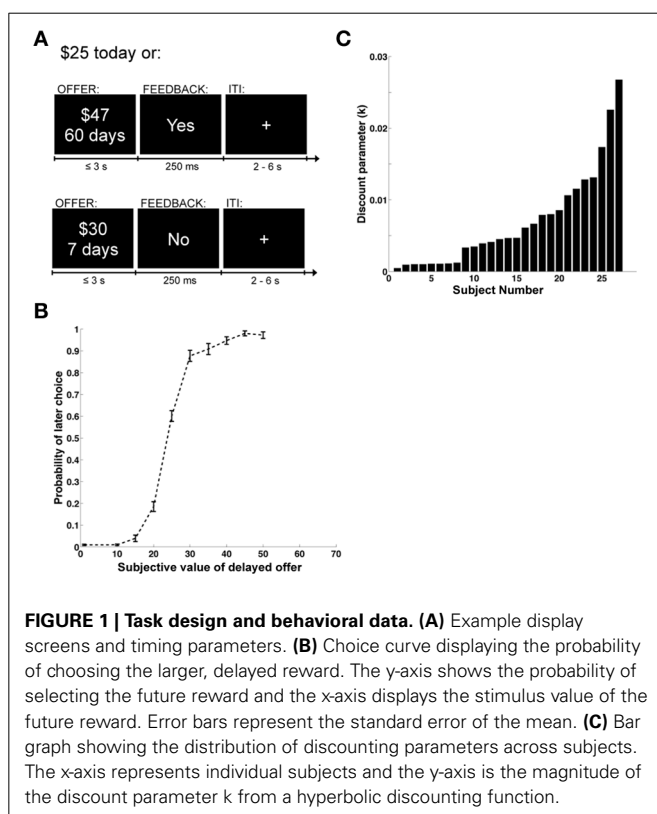 A
$25 today or:
OFFER: FEEDBACK: ITI:
$47
60 days
Yes
+
≤ 3 s 250 ms 2 - 6 s
OFFER: FEEDBACK: ITI:
$30
7 days
No
+
≤ 3 s 250 ms 2 - 6 s
B
1
0.9
0.8
0.7
0.6
0.5
0.4
0.3
0.2
0.1
0
Probability of later choice
0 10 20 30 40 50 60 70
Subjective value of delayed offer
C
0.03
0.02
0.01
0
Discount parameter (k)
0 5 10 15 20 25
Subject Number
FIGURE 1 | Task design and behavioral data. (A) Example display
screens and timing parameters. (B) Choice curve displaying the probability
of choosing the larger, delayed reward. The y-axis shows the probability of
selecting the future reward and the x-axis displays the stimulus value of the
future reward. Error bars represent the standard error of the mean. (C) Bar
graph showing the distribution of discounting parameters across subjects.
The x-axis represents individual subjects and the y-axis is the magnitude of
the discount parameter k from a hyperbolic discounting function.